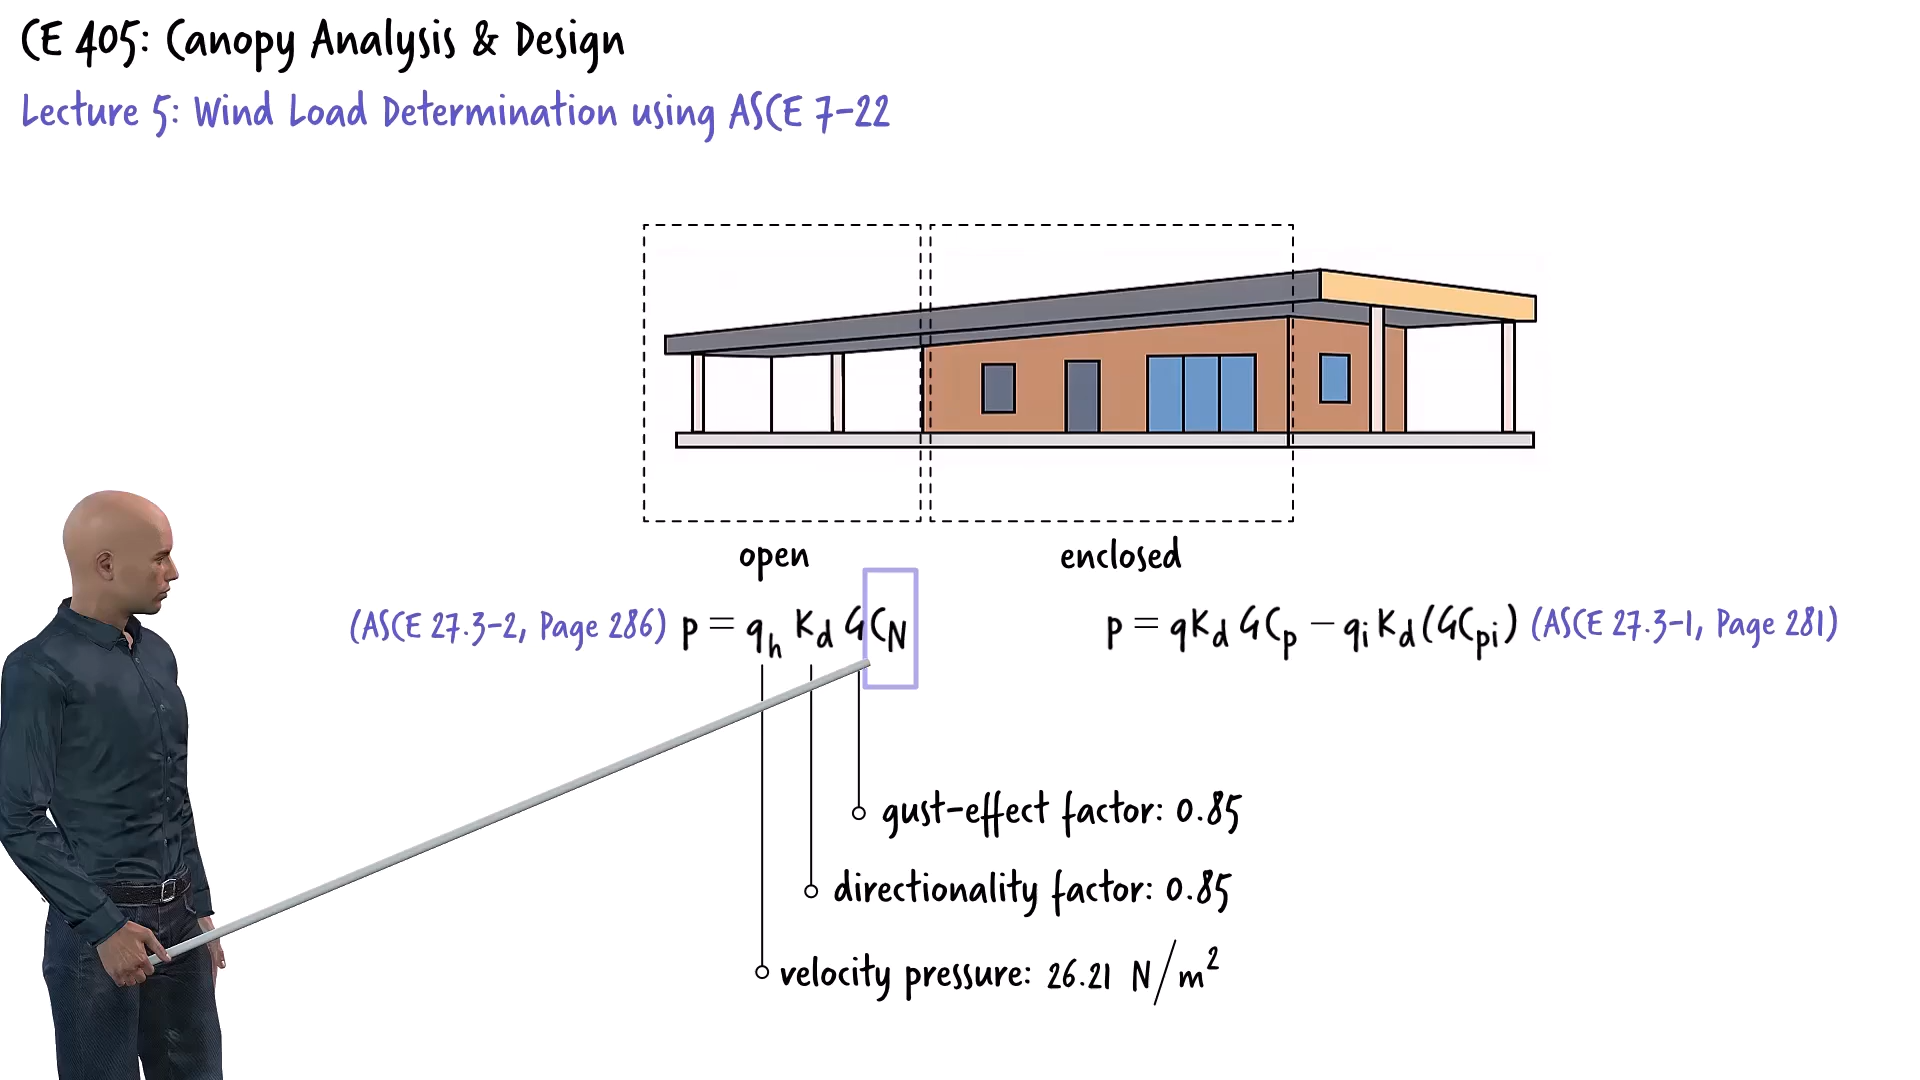 CE 405: Canopy Analysis & Design
Lecture 5: Wind Load Determination using ASCE 7-22
open
enclosed
(ASCE 27.3-2, Page 286) p = qh Kd GCN
p = qKd GCp - qi Kd (GCpi) (ASCE 27.3-1, Page 281)
gust-effect factor: 0.85
directionality factor: 0.85
velocity pressure: 26.21 N/m²